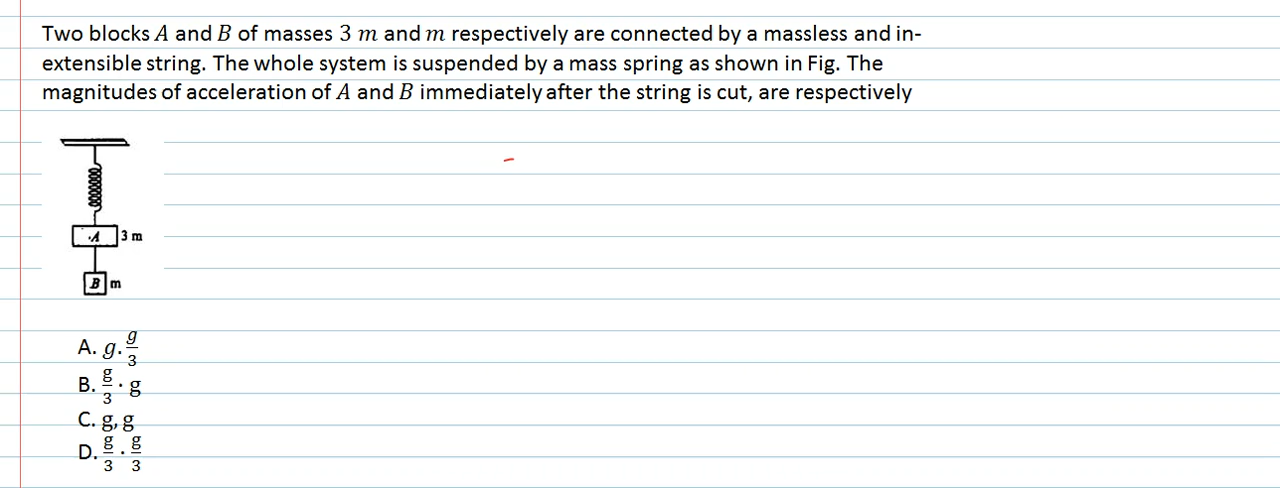 Two blocks A and B of masses 3 m and m respectively are connected by a massless and in-
extensible string. The whole system is suspended by a mass spring as shown in Fig. The
magnitudes of acceleration of A and B immediately after the string is cut, are respectively
A 3 m
B m
A. g. g/3
B. g/3 · g
C. g, g
D. g/3 . g/3